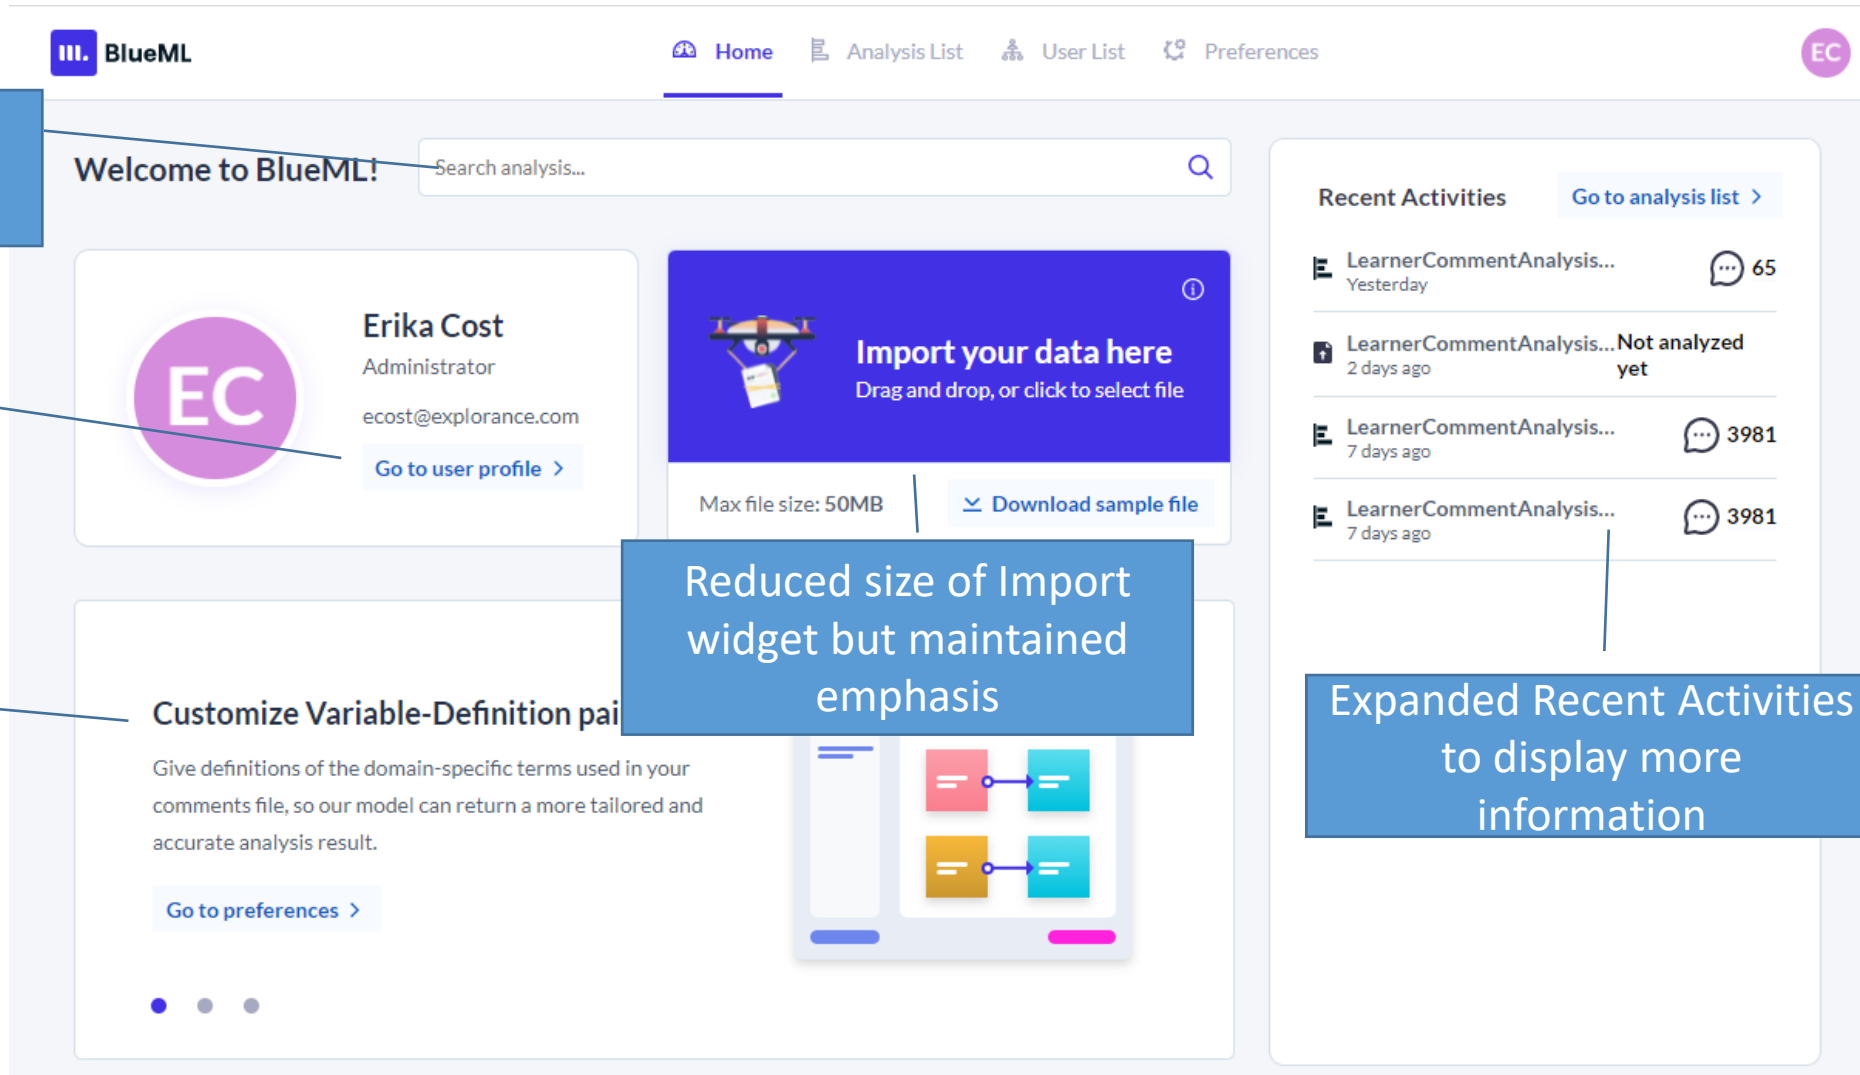 BlueML
Home
Analysis List
User List
Preferences
EC
Welcome to BlueML!
Search analysis...
EC
Erika Cost
Administrator
ecost@explorance.com
Go to user profile >
Import your data here
Drag and drop, or click to select file
Max file size: 50MB
Download sample file
Reduced size of Import
widget but maintained
emphasis
Customize Variable-Definition pai
Give definitions of the domain-specific terms used in your
comments file, so our model can return a more tailored and
accurate analysis result.
Go to preferences >
Recent Activities
Go to analysis list >
LearnerCommentAnalysis...
Yesterday
65
LearnerCommentAnalysis...
2 days ago
Not analyzed
yet
LearnerCommentAnalysis...
7 days ago
3981
LearnerCommentAnalysis...
7 days ago
3981
Expanded Recent Activities
to display more
information